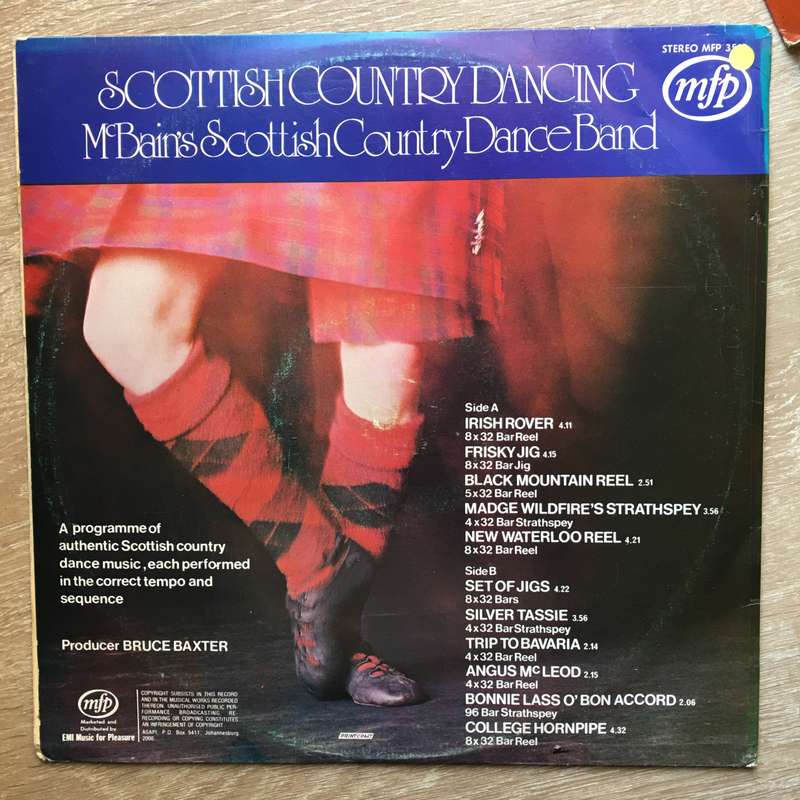 STEREO MFP
mfp
SCOTTISH COUNTRY DANCING
McBain's Scottish Country Dance Band
Side A
IRISH ROVER 4.11
8 x 32 Bar Reel
FRISKY JIG 4.15
8 x 32 Bar Jig
BLACK MOUNTAIN REEL 2.51
5 x 32 Bar Reel
MADGE WILDFIRE'S STRATHSPEY 3.56
4 x 32 Bar Strathspey
NEW WATERLOO REEL 4.21
8 x 32 Bar Reel
Side B
SET OF JIGS 4.22
8 x 32 Bars
SILVER TASSIE 3.56
4 x 32 Bar Strathspey
TRIP TO BAVARIA 2.14
4 x 32 Bar Reel
ANGUS McLEOD 2.15
4 x 32 Bar Reel
BONNIE LASS O' BON ACCORD 2.06
96 Bar Strathspey
COLLEGE HORNPIPE 4.32
8 x 32 Bar Reel
A programme of
authentic Scottish country
dance music, each performed
in the correct tempo and
sequence
Producer BRUCE BAXTER
mfp
Marketed and
Distributed by
EMI Music for Pleasure
COPYRIGHT SUBSISTS IN THIS RECORD
AND IN THE MUSICAL WORKS RECORDED
THEREON. UNAUTHORISED PUBLIC PER-
FORMANCE, BROADCASTING, RE-
RECORDING OR COPYING CONSTITUTES
AN INFRINGEMENT OF COPYRIGHT.
ASAPI, P.O. Box 5411, Johannesburg
2000.
PRINTCRAFT